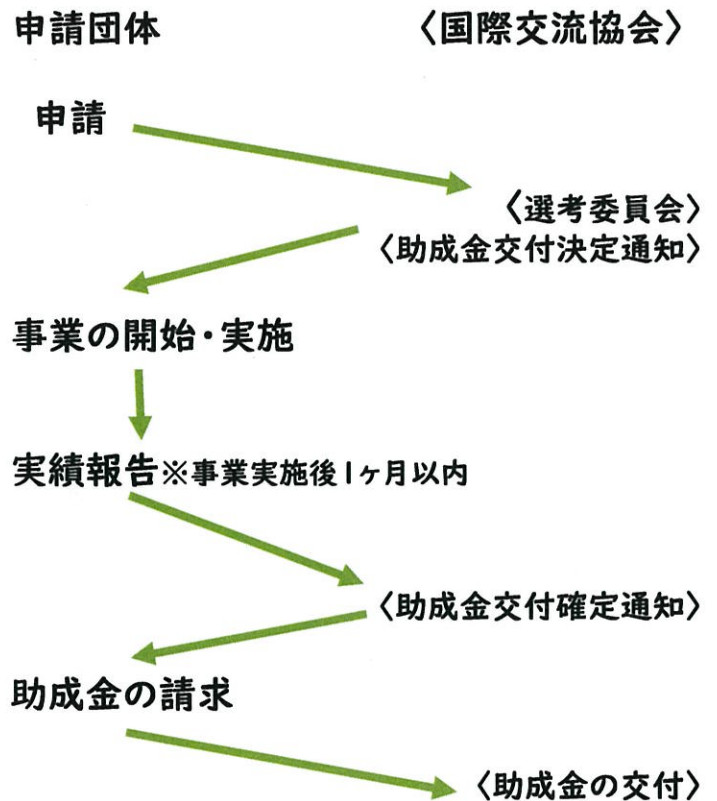 申請団体 〈国際交流協会〉
申請
〈選考委員会〉
〈助成金交付決定通知〉
事業の開始・実施
実績報告※事業実施後1ヶ月以内
〈助成金交付確定通知〉
助成金の請求
〈助成金の交付〉